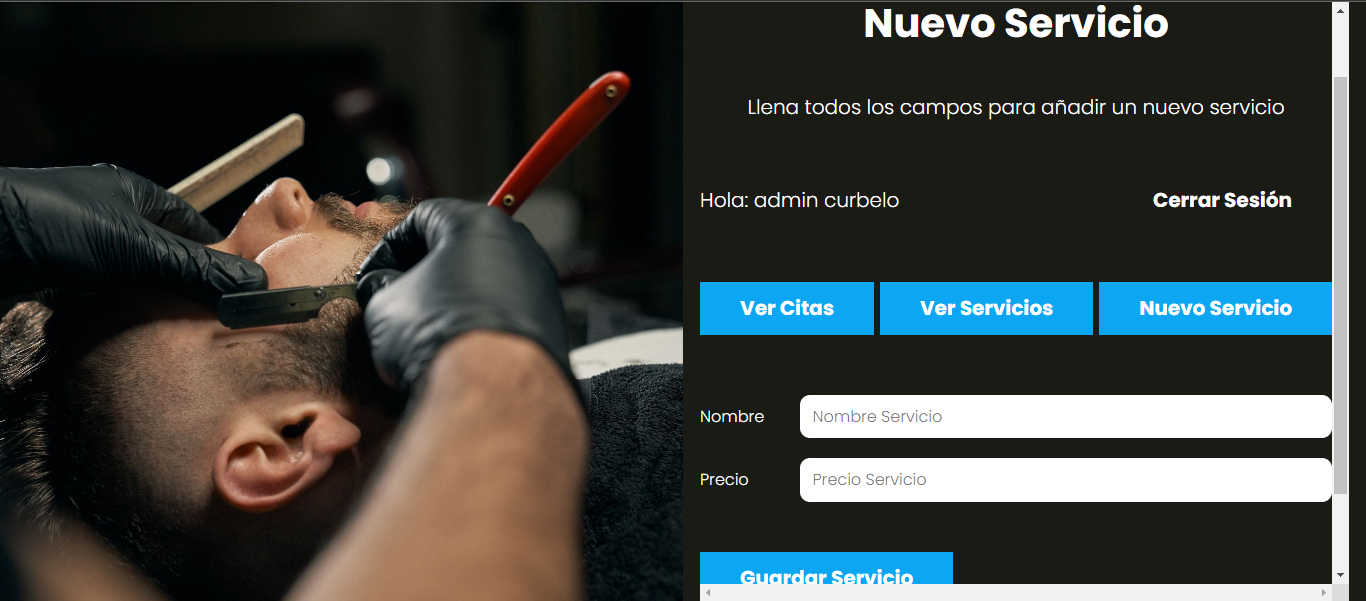 Nuevo Servicio
Llena todos los campos para añadir un nuevo servicio
Hola: admin curbelo
Cerrar Sesión
Ver Citas
Ver Servicios
Nuevo Servicio
Nombre
Nombre Servicio
Precio
Precio Servicio
Guardar Servicio